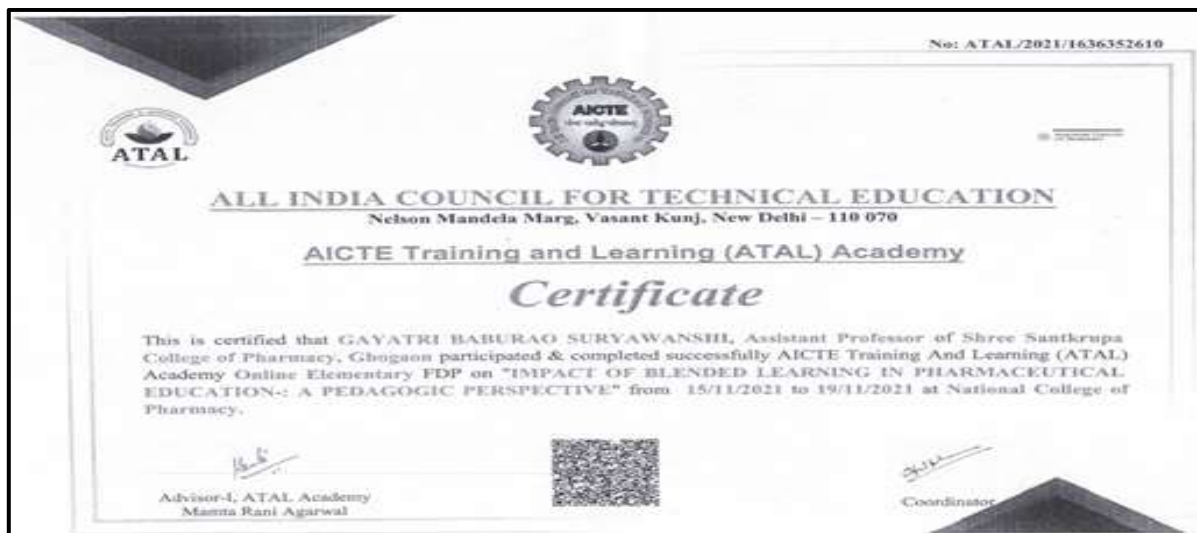 No: ATAL/2021/1636352610
ATAL
AICTE
ALL INDIA COUNCIL FOR TECHNICAL EDUCATION
Nelson Mandela Marg, Vasant Kunj, New Delhi – 110 070
AICTE Training and Learning (ATAL) Academy
Certificate
This is certified that GAYATRI BABURAO SURYAWANSHI, Assistant Professor of Shree Santkrupa
College of Pharmacy, Ghogaon participated & completed successfully AICTE Training And Learning (ATAL)
Academy Online Elementary FDP on "IMPACT OF BLENDED LEARNING IN PHARMACEUTICAL
EDUCATION-: A PEDAGOGIC PERSPECTIVE" from 15/11/2021 to 19/11/2021 at National College of
Pharmacy.
Advisor-I, ATAL Academy
Mamta Rani Agarwal
Coordinator